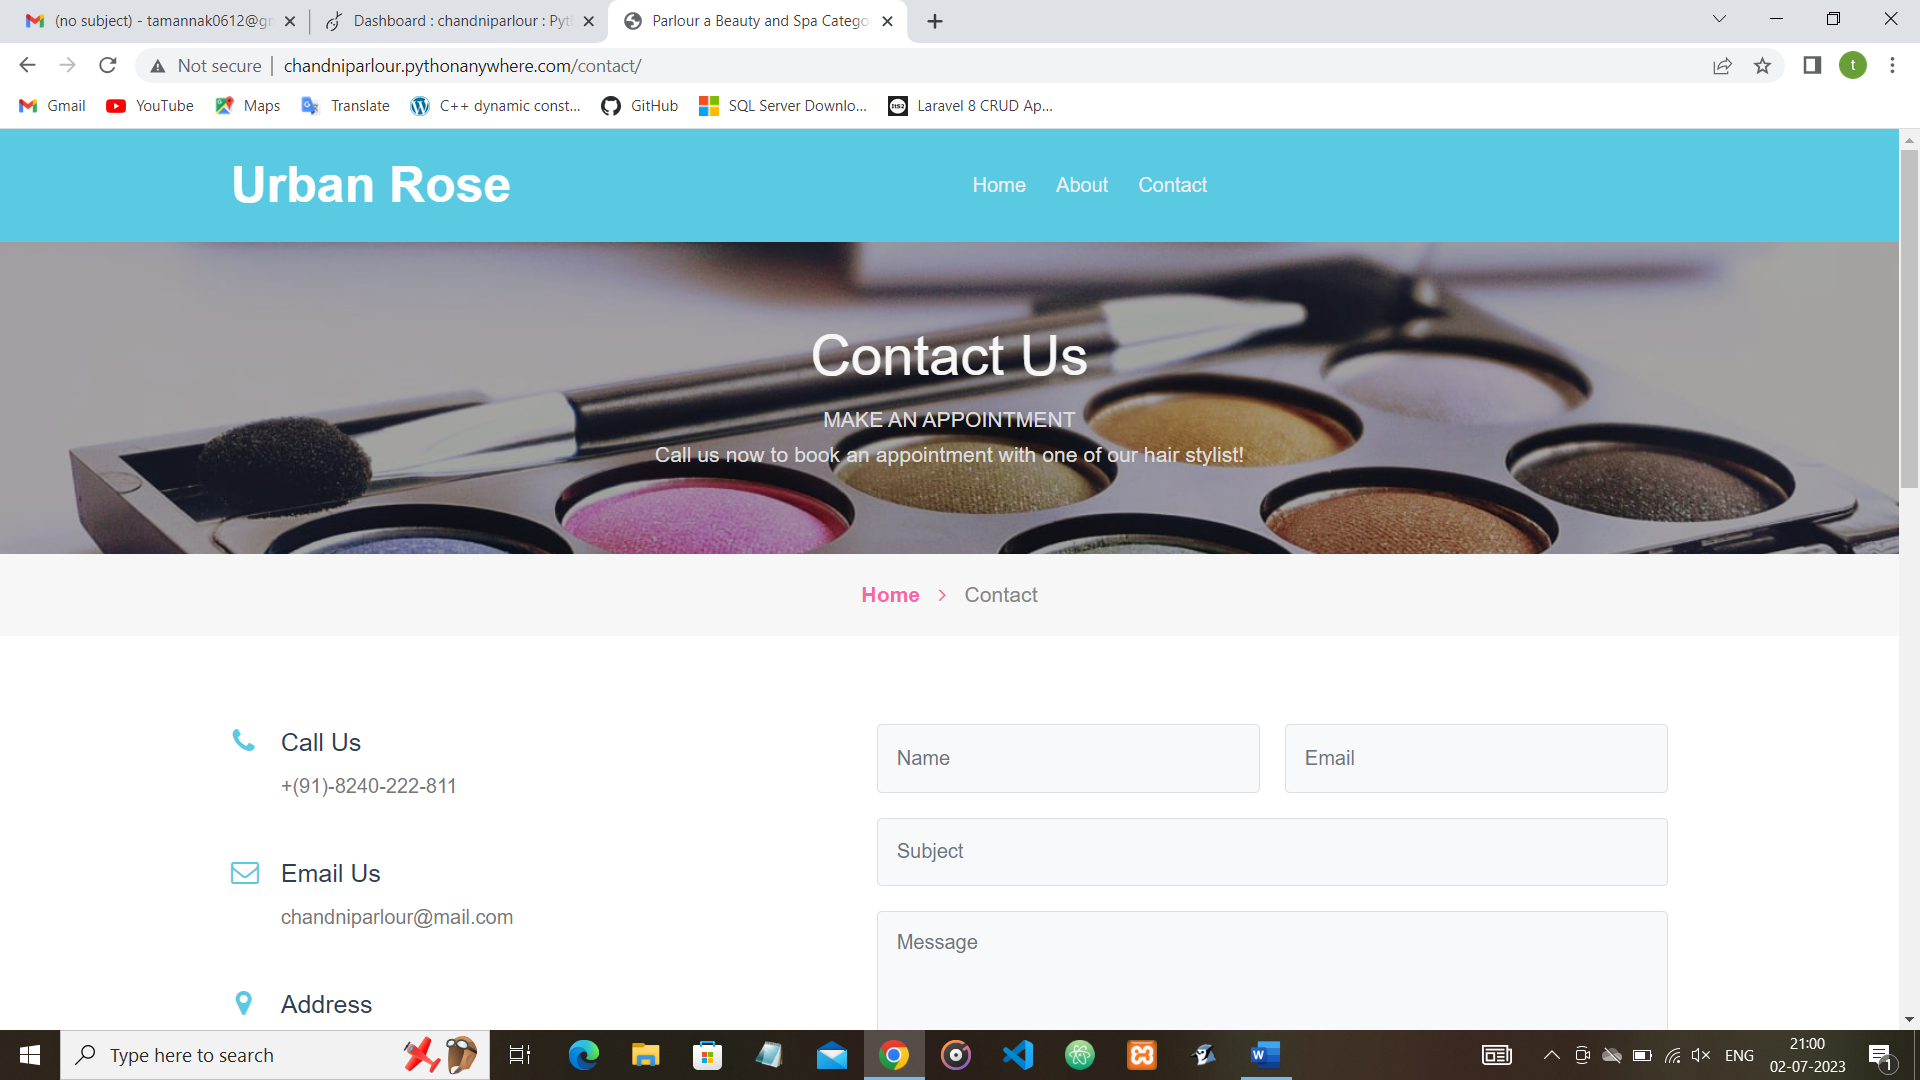 (no subject) - tamannak0612@gm
Dashboard : chandniparlour : Pyt
Parlour a Beauty and Spa Catego
Not secure
chandniparlour.pythonanywhere.com/contact/
t
Gmail
YouTube
Maps
Translate
C++ dynamic const...
GitHub
SQL Server Downlo...
Laravel 8 CRUD Ap...
Urban Rose
Home
About
Contact
Contact Us
MAKE AN APPOINTMENT
Call us now to book an appointment with one of our hair stylist!
Home
Contact
Call Us
+(91)-8240-222-811
Email Us
chandniparlour@mail.com
Address
Name
Email
Subject
Message
Type here to search
ENG
21:00
02-07-2023
1